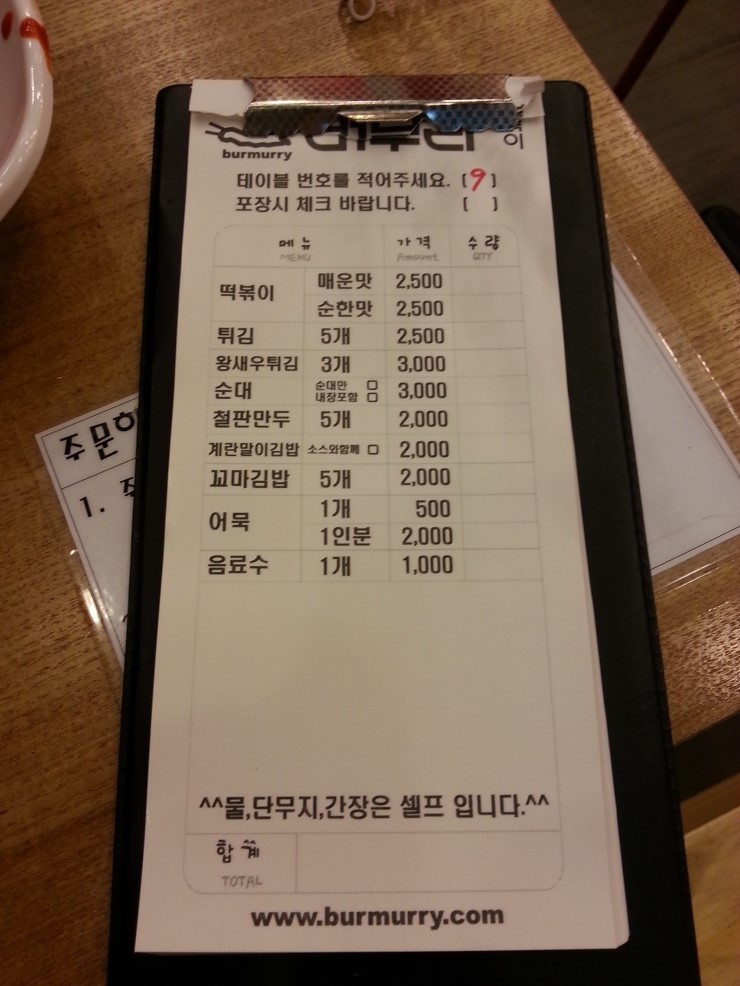 burmurry
테이블 번호를 적어주세요. [9]
포장시 체크 바랍니다. [ ]
메뉴 가격 수량
MENU Amount QTY
떡볶이 매운맛 2,500
순한맛 2,500
튀김 5개 2,500
왕새우튀김 3개 3,000
순대 순대만 □ 내장포함 □ 3,000
철판만두 5개 2,000
계란말이김밥 소스와함께 □ 2,000
꼬마김밥 5개 2,000
어묵 1개 500
1인분 2,000
음료수 1개 1,000
^^물,단무지,간장은 셀프 입니다.^^
합계
TOTAL
www.burmurry.com
1.